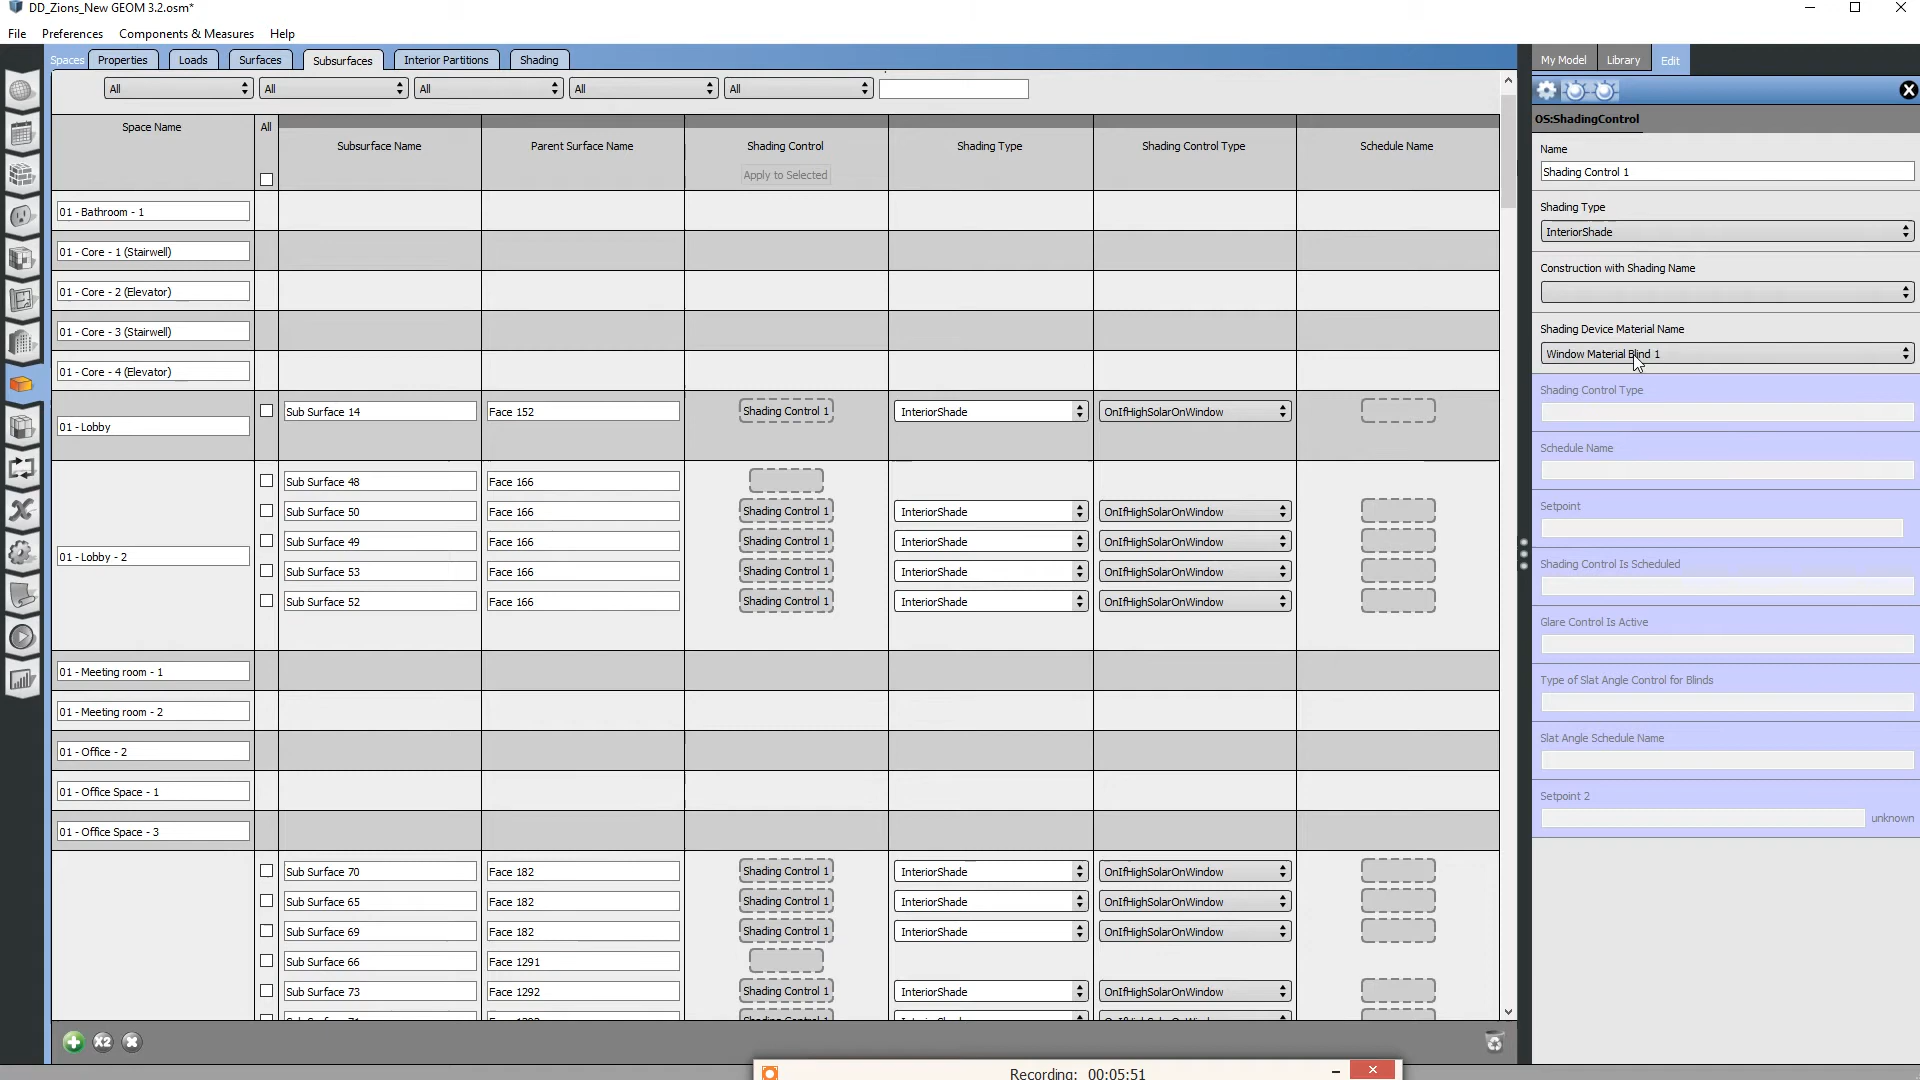 DD_Zions_New GEOM 3.2.osm*
File Preferences Components & Measures Help
Spaces Properties Loads Surfaces Subsurfaces Interior Partitions Shading My Model Library Edit
All All All All All
OS:ShadingControl
Space Name All Subsurface Name Parent Surface Name Shading Control Shading Type Shading Control Type Schedule Name
Apply to Selected
01 - Bathroom - 1
01 - Core - 1 (Stairwell)
01 - Core - 2 (Elevator)
01 - Core - 3 (Stairwell)
01 - Core - 4 (Elevator)
01 - Lobby
Sub Surface 14 Face 152 Shading Control 1 InteriorShade OnIfHighSolarOnWindow
01 - Lobby - 2
Sub Surface 48 Face 166
Sub Surface 50 Face 166 Shading Control 1 InteriorShade OnIfHighSolarOnWindow
Sub Surface 49 Face 166 Shading Control 1 InteriorShade OnIfHighSolarOnWindow
Sub Surface 53 Face 166 Shading Control 1 InteriorShade OnIfHighSolarOnWindow
Sub Surface 52 Face 166 Shading Control 1 InteriorShade OnIfHighSolarOnWindow
01 - Meeting room - 1
01 - Meeting room - 2
01 - Office - 2
01 - Office Space - 1
01 - Office Space - 3
Sub Surface 70 Face 182 Shading Control 1 InteriorShade OnIfHighSolarOnWindow
Sub Surface 65 Face 182 Shading Control 1 InteriorShade OnIfHighSolarOnWindow
Sub Surface 69 Face 182 Shading Control 1 InteriorShade OnIfHighSolarOnWindow
Sub Surface 66 Face 1291
Sub Surface 73 Face 1292 Shading Control 1 InteriorShade OnIfHighSolarOnWindow
Name
Shading Control 1
Shading Type
InteriorShade
Construction with Shading Name
Shading Device Material Name
Window Material Blind 1
Shading Control Type
Schedule Name
Setpoint
Shading Control Is Scheduled
Glare Control Is Active
Type of Slat Angle Control for Blinds
Slat Angle Schedule Name
Setpoint 2
unknown
X2
Recording: 00:05:51